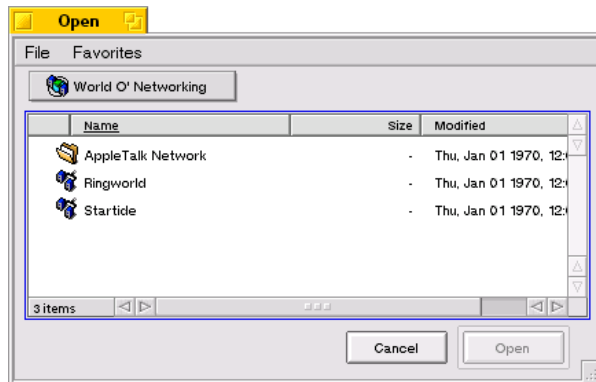 Open
File Favorites
World O' Networking
Name Size Modified
AppleTalk Network - Thu, Jan 01 1970, 12:
Ringworld - Thu, Jan 01 1970, 12:
Startide - Thu, Jan 01 1970, 12:
3 items
Cancel Open